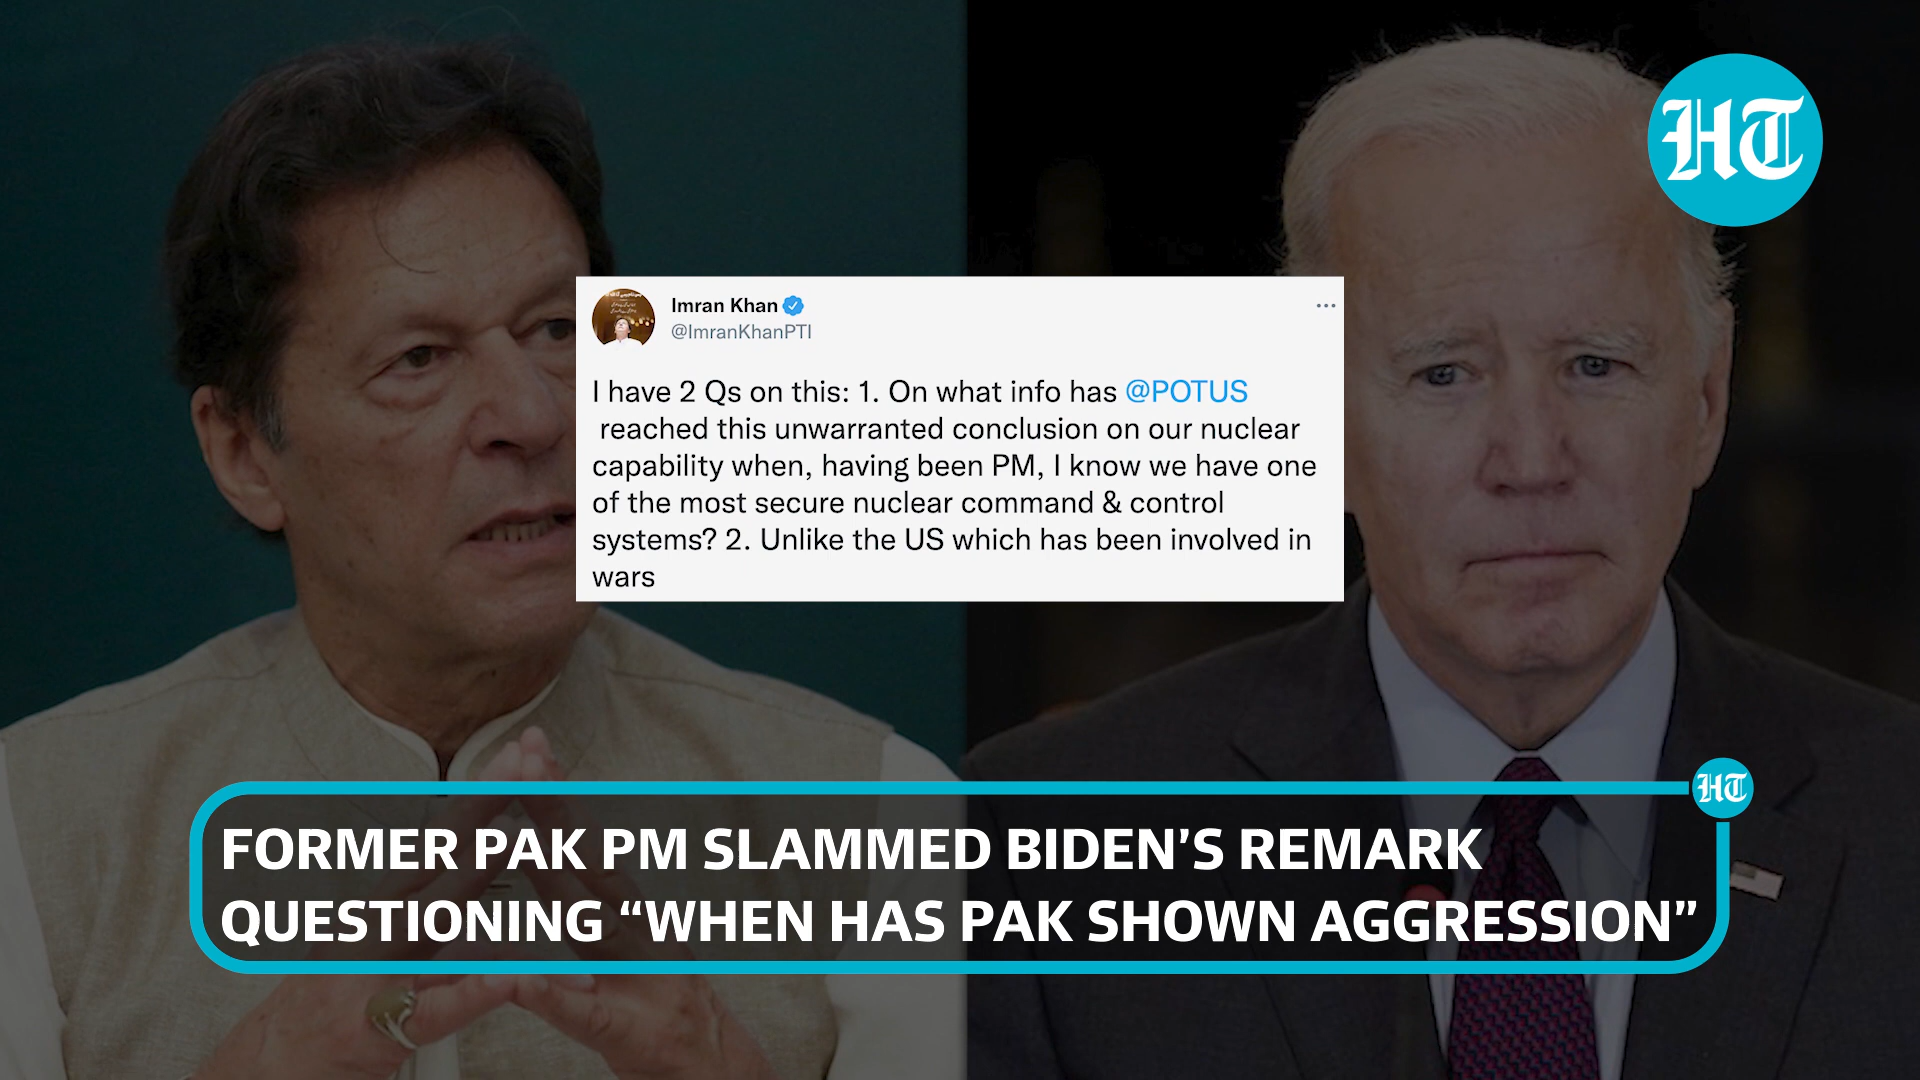 HT
Imran Khan
@ImranKhanPTI
I have 2 Qs on this: 1. On what info has @POTUS
reached this unwarranted conclusion on our nuclear
capability when, having been PM, I know we have one
of the most secure nuclear command & control
systems? 2. Unlike the US which has been involved in
wars
HT
FORMER PAK PM SLAMMED BIDEN’S REMARK
QUESTIONING “WHEN HAS PAK SHOWN AGGRESSION”